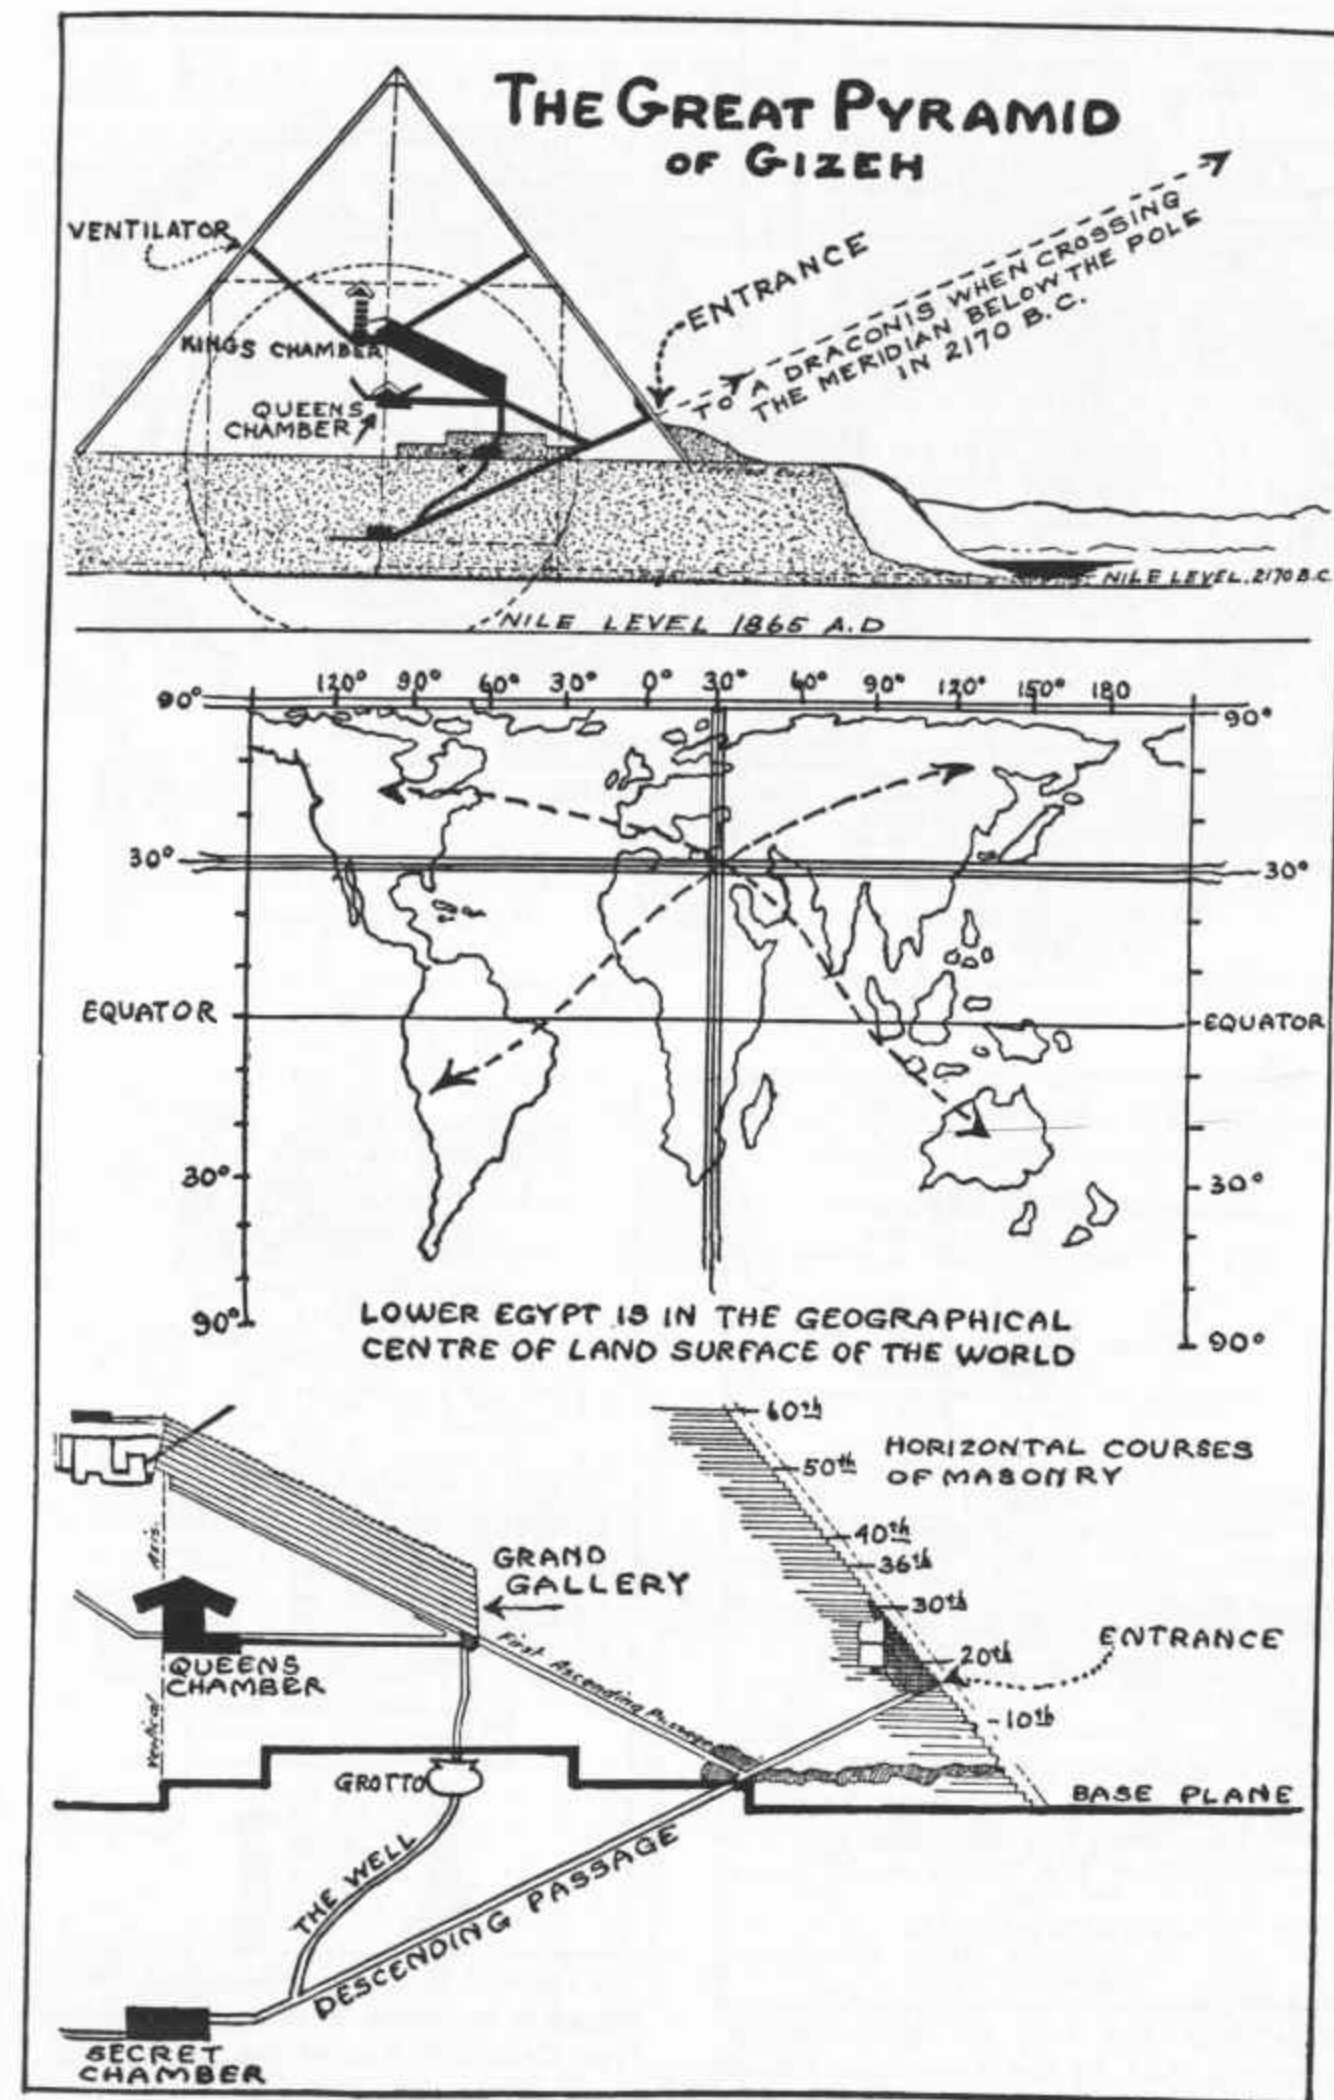 THE GREAT PYRAMID
OF GIZEH
VENTILATOR
ENTRANCE
TO A DRACONIS WHEN CROSSING
THE MERIDIAN BELOW THE POLE
IN 2170 B.C.
KINGS CHAMBER
QUEENS
CHAMBER
NILE LEVEL. 2170 B.C
NILE LEVEL 1865 A.D
120° 90° 60° 30° 0° 30° 60° 90° 120° 150° 180
90° 90°
30° 30°
EQUATOR EQUATOR
30° 30°
90° 90°
LOWER EGYPT IS IN THE GEOGRAPHICAL
CENTRE OF LAND SURFACE OF THE WORLD
60th
HORIZONTAL COURSES
OF MASONRY
50th
40th
36th
30th
20th
10th
GRAND
GALLERY
ENTRANCE
Axis
Vertical
First Ascending Passage
QUEENS
CHAMBER
GROTTO
BASE PLANE
THE WELL
DESCENDING PASSAGE
SECRET
CHAMBER